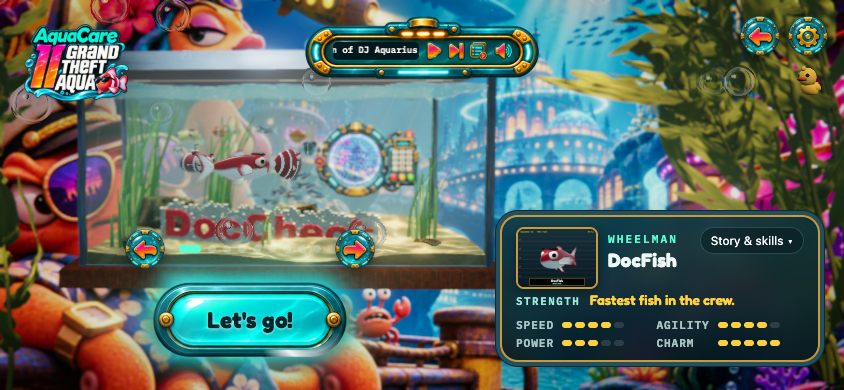 AquaCare
11 GRAND
THEFT
AQUA
n of DJ Aquarius
DocCheck
WHEELMAN
DocFish
Story & skills ▾
STRENGTH Fastest fish in the crew.
SPEED AGILITY
POWER CHARM
Let's go!